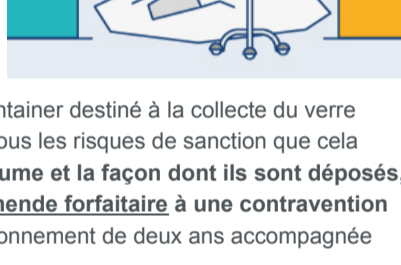 ntainer destiné à la collecte du verre
ous les risques de sanction que cela
ume et la façon dont ils sont déposés,
nende forfaitaire à une contravention
onnement de deux ans accompagnée